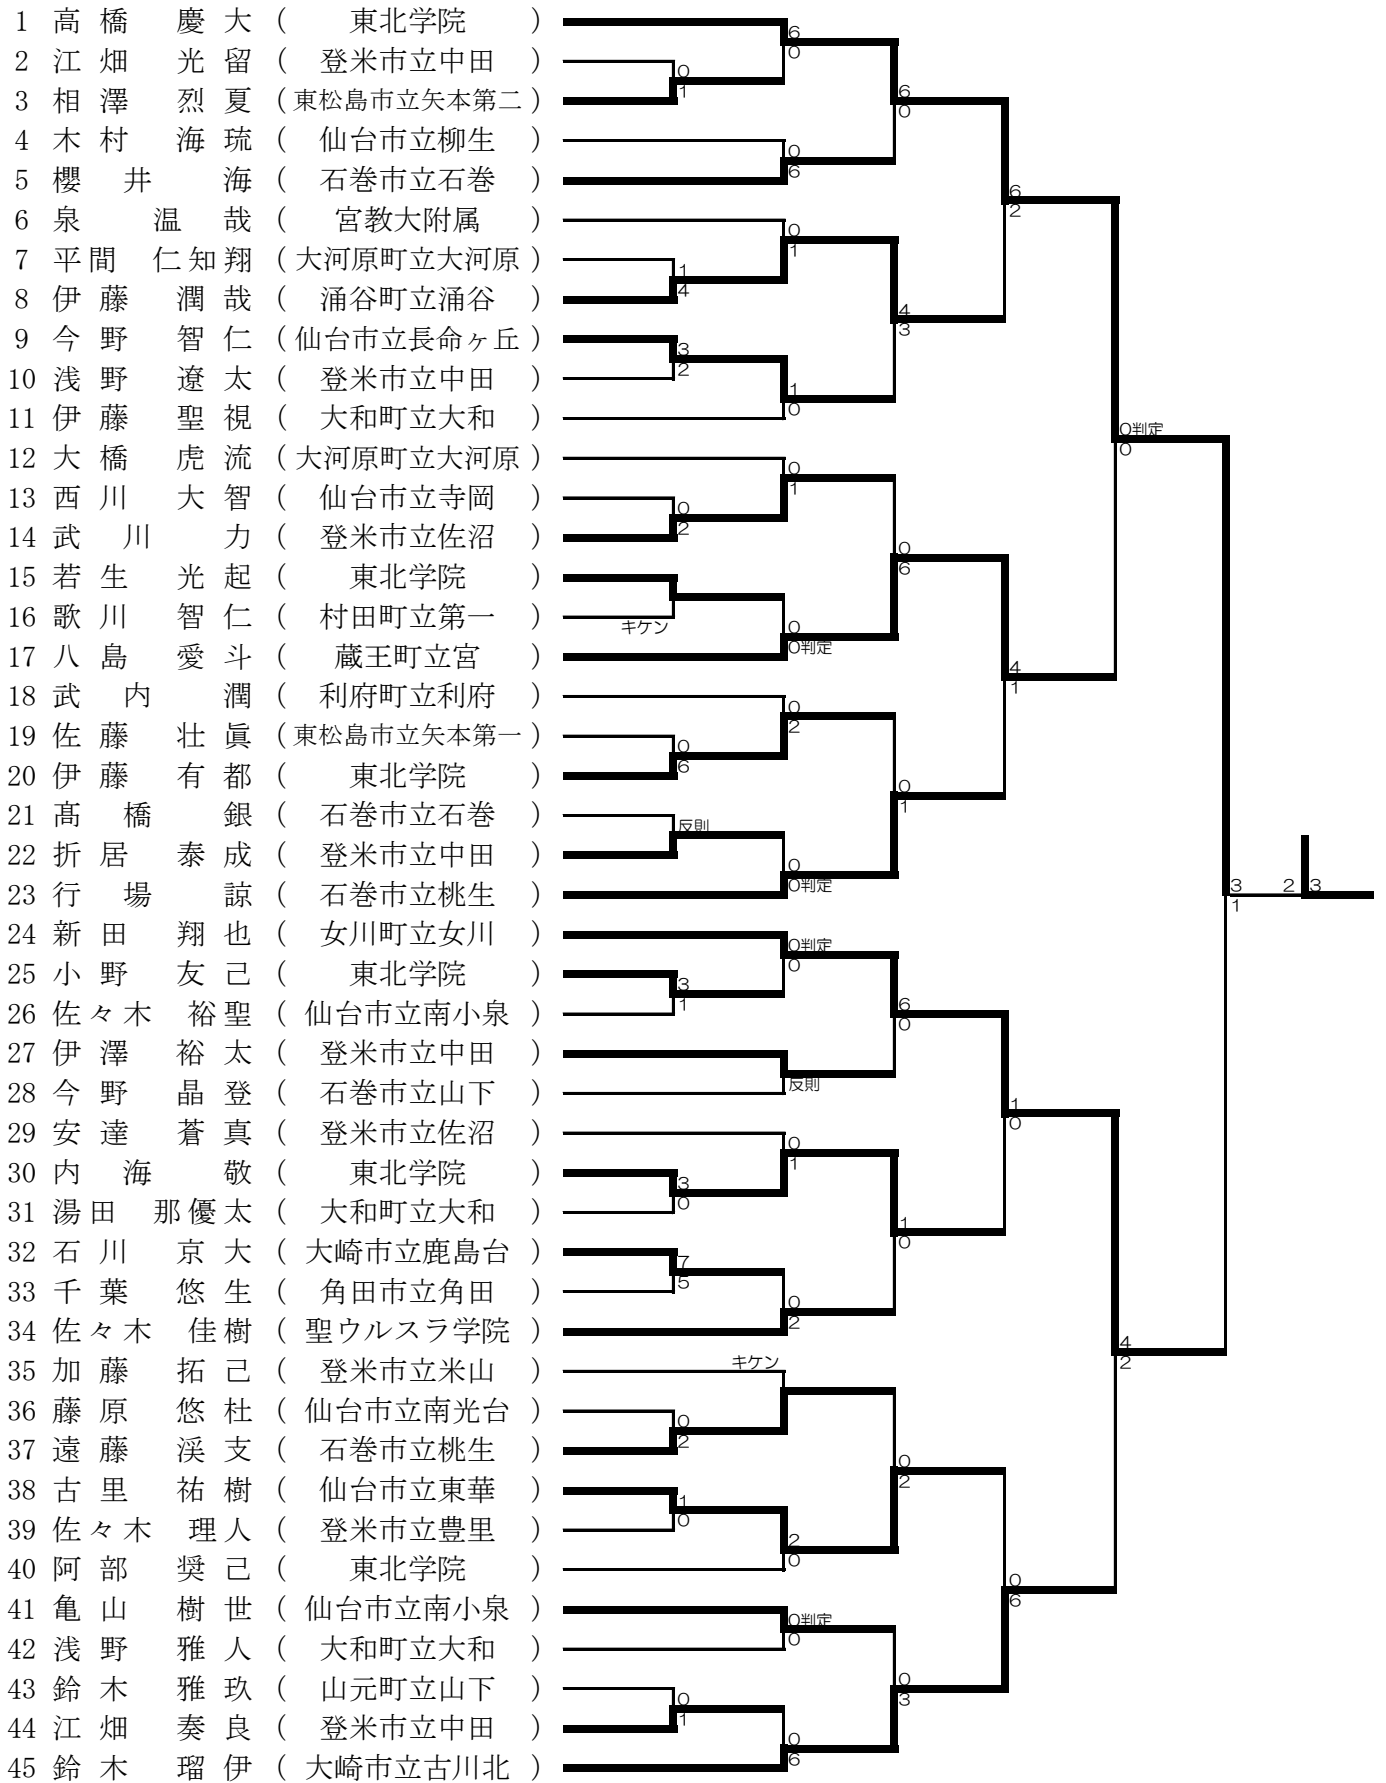 1 高橋 慶大 ( 東北学院 )
2 江畑 光留 ( 登米市立中田 )
3 相澤 烈夏 ( 東松島市立矢本第二 )
4 木村 海琉 ( 仙台市立柳生 )
5 櫻井 海 ( 石巻市立石巻 )
6 泉 温哉 ( 宮教大附属 )
7 平間 仁知翔 ( 大河原町立大河原 )
8 伊藤 潤哉 ( 涌谷町立涌谷 )
9 今野 智仁 ( 仙台市立長命ヶ丘 )
10 浅野 遼太 ( 登米市立中田 )
11 伊藤 聖視 ( 大和町立大和 )
12 大橋 虎流 ( 大河原町立大河原 )
13 西川 大智 ( 仙台市立寺岡 )
14 武川 力 ( 登米市立佐沼 )
15 若生 光起 ( 東北学院 )
16 歌川 智仁 ( 村田町立第一 )
17 八島 愛斗 ( 蔵王町立宮 )
18 武内 潤 ( 利府町立利府 )
19 佐藤 壮眞 ( 東松島市立矢本第一 )
20 伊藤 有都 ( 東北学院 )
21 髙橋 銀 ( 石巻市立石巻 )
22 折居 泰成 ( 登米市立中田 )
23 行場 諒 ( 石巻市立桃生 )
24 新田 翔也 ( 女川町立女川 )
25 小野 友己 ( 東北学院 )
26 佐々木 裕聖 ( 仙台市立南小泉 )
27 伊澤 裕太 ( 登米市立中田 )
28 今野 晶登 ( 石巻市立山下 )
29 安達 蒼真 ( 登米市立佐沼 )
30 内海 敬 ( 東北学院 )
31 湯田 那優太 ( 大和町立大和 )
32 石川 京大 ( 大崎市立鹿島台 )
33 千葉 悠生 ( 角田市立角田 )
34 佐々木 佳樹 ( 聖ウルスラ学院 )
35 加藤 拓己 ( 登米市立米山 )
36 藤原 悠杜 ( 仙台市立南光台 )
37 遠藤 渓支 ( 石巻市立桃生 )
38 古里 祐樹 ( 仙台市立東華 )
39 佐々木 理人 ( 登米市立豊里 )
40 阿部 奨己 ( 東北学院 )
41 亀山 樹世 ( 仙台市立南小泉 )
42 浅野 雅人 ( 大和町立大和 )
43 鈴木 雅玖 ( 山元町立山下 )
44 江畑 奏良 ( 登米市立中田 )
45 鈴木 瑠伊 ( 大崎市立古川北 )
0
1
1
4
3
2
0
2
キケン
0
6
反則
3
1
3
0
7
5
0
2
1
0
0
1
6
0
0
6
0
1
1
0
0
1
0
0判定
0
2
0
0判定
0判定
0
反則
0
1
0
2
キケン
2
0
0判定
0
0
6
6
0
4
3
0
6
0
1
6
0
1
0
0
2
0
3
6
2
4
1
1
0
0
6
0判定
0
4
2
3
1
2
3